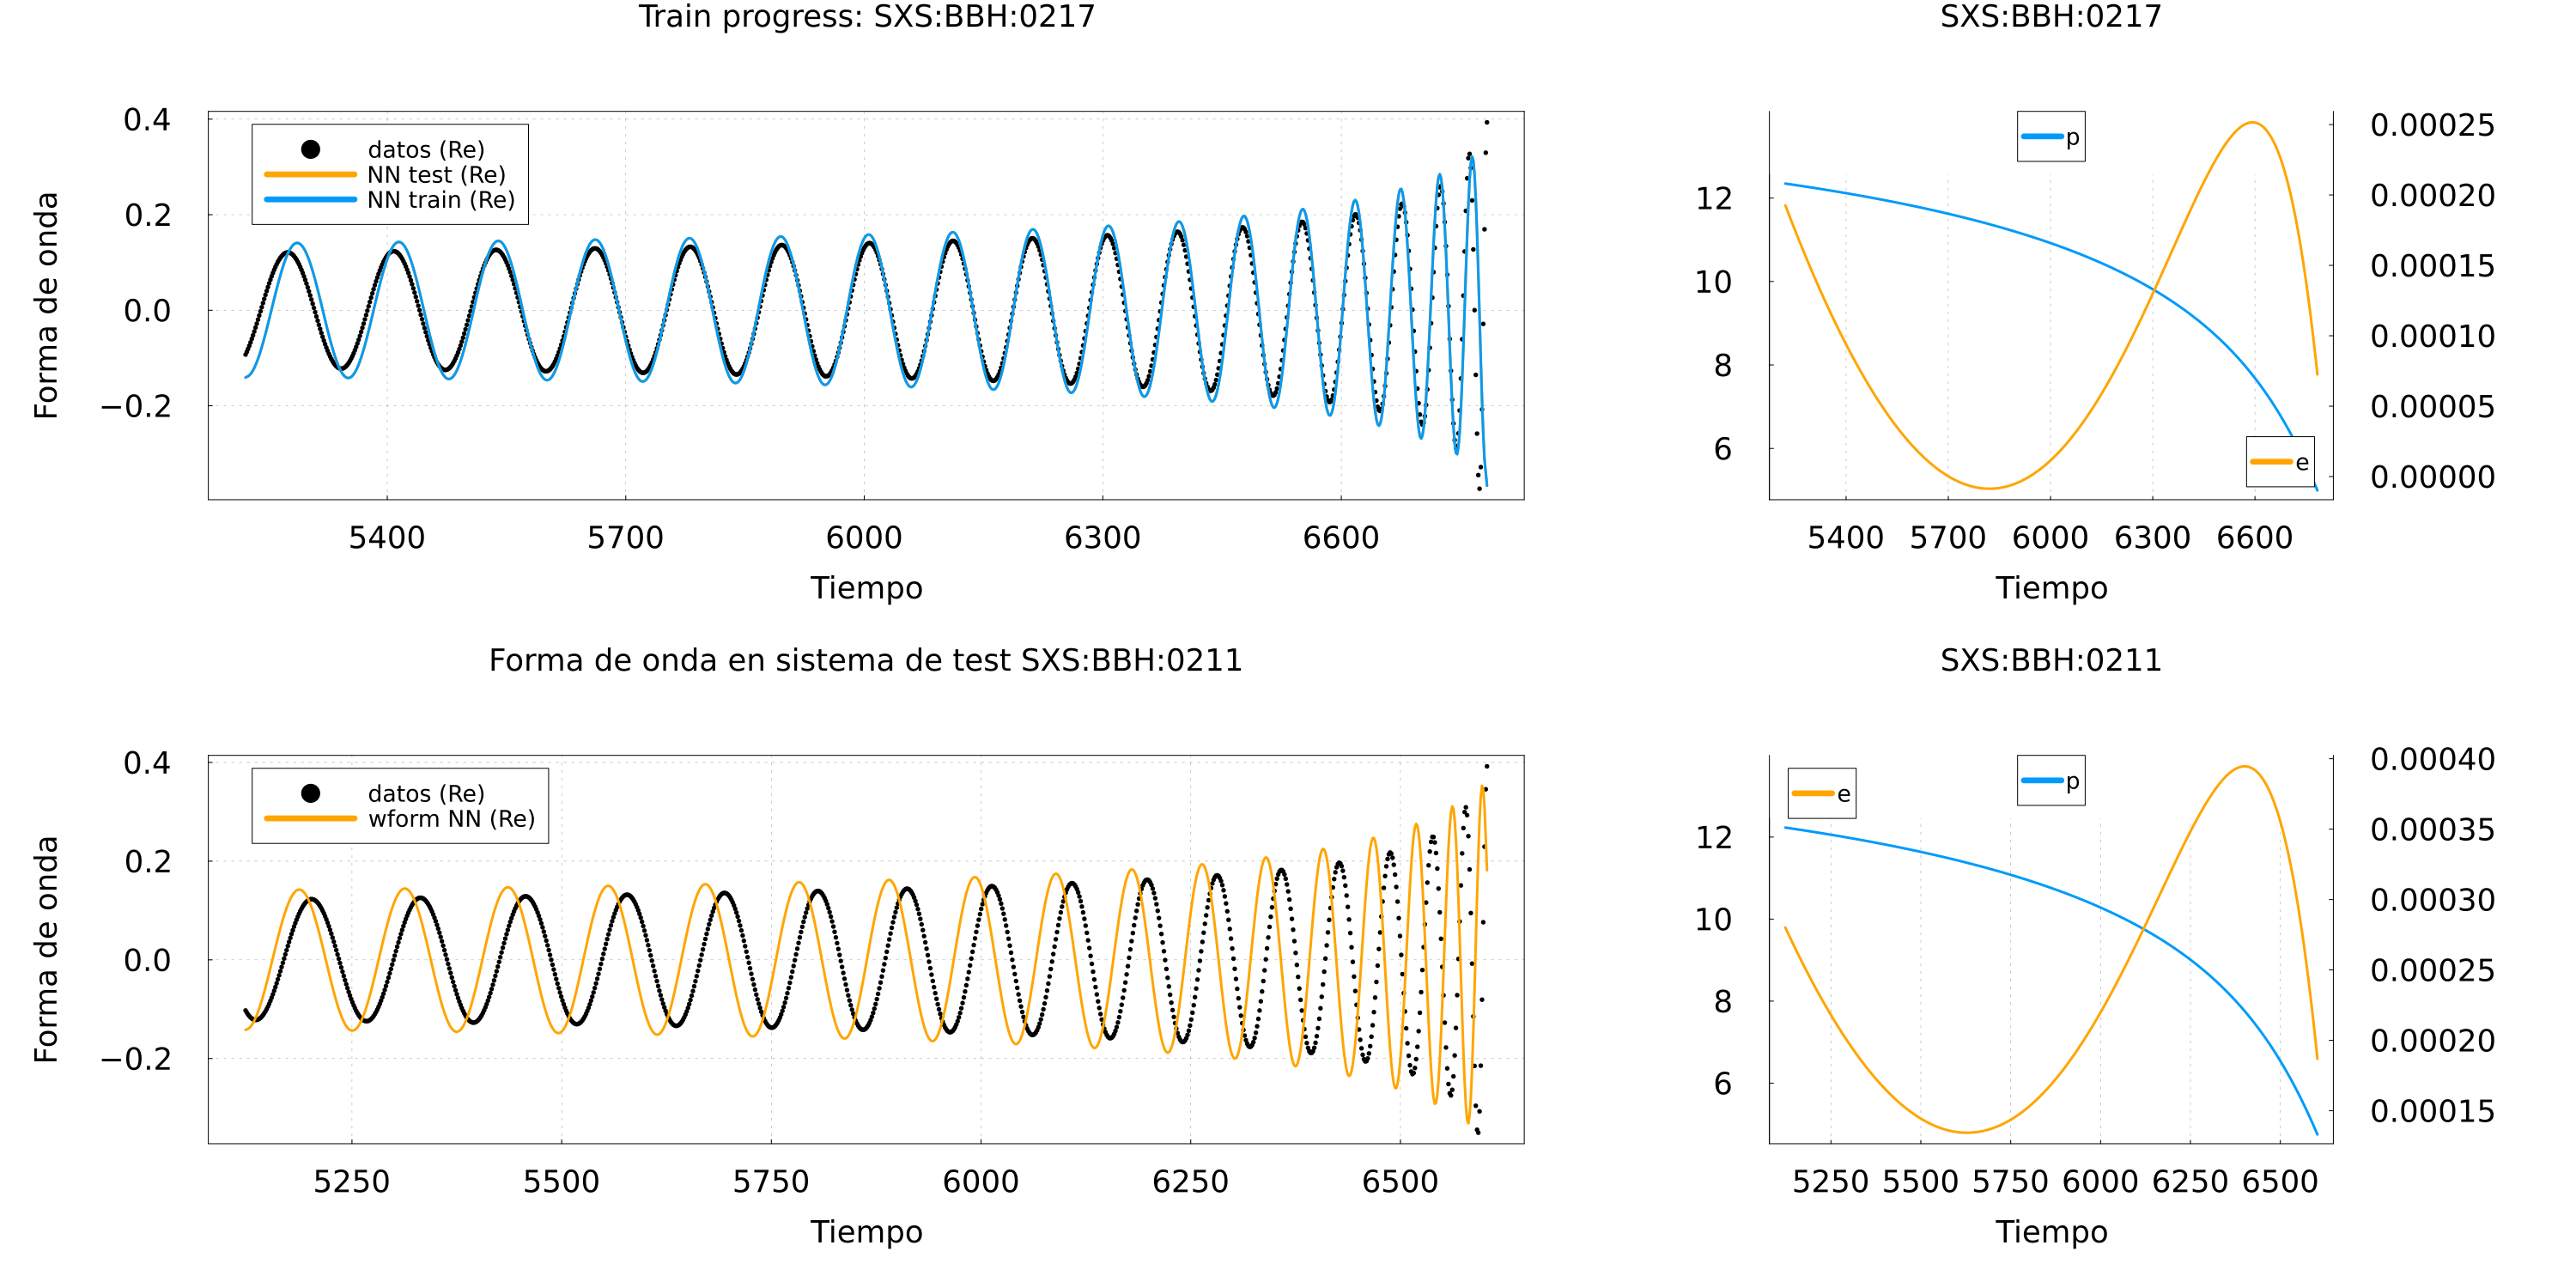 Train progress: SXS:BBH:0217
Forma de onda
0.4
0.2
0.0
−0.2
datos (Re)
NN test (Re)
NN train (Re)
5400 5700 6000 6300 6600
Tiempo
SXS:BBH:0217
12
10
8
6
p
e
0.00025
0.00020
0.00015
0.00010
0.00005
0.00000
5400 5700 6000 6300 6600
Tiempo
Forma de onda en sistema de test SXS:BBH:0211
Forma de onda
0.4
0.2
0.0
−0.2
datos (Re)
wform NN (Re)
5250 5500 5750 6000 6250 6500
Tiempo
SXS:BBH:0211
12
10
8
6
e
p
0.00040
0.00035
0.00030
0.00025
0.00020
0.00015
5250 5500 5750 6000 6250 6500
Tiempo